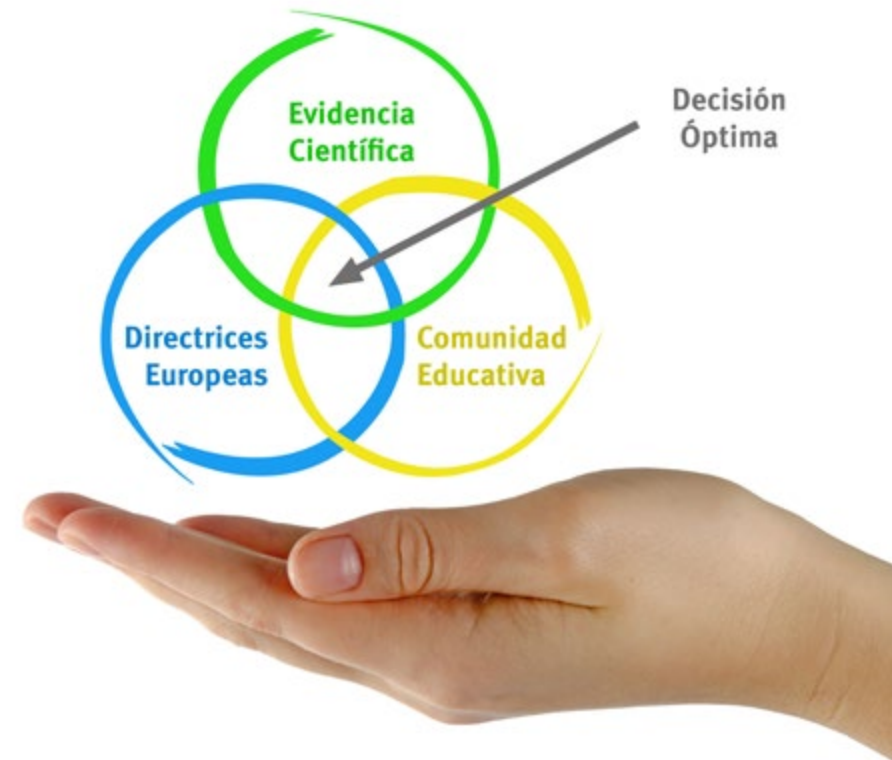 Evidencia
Científica
Decisión
Óptima
Directrices
Europeas
Comunidad
Educativa